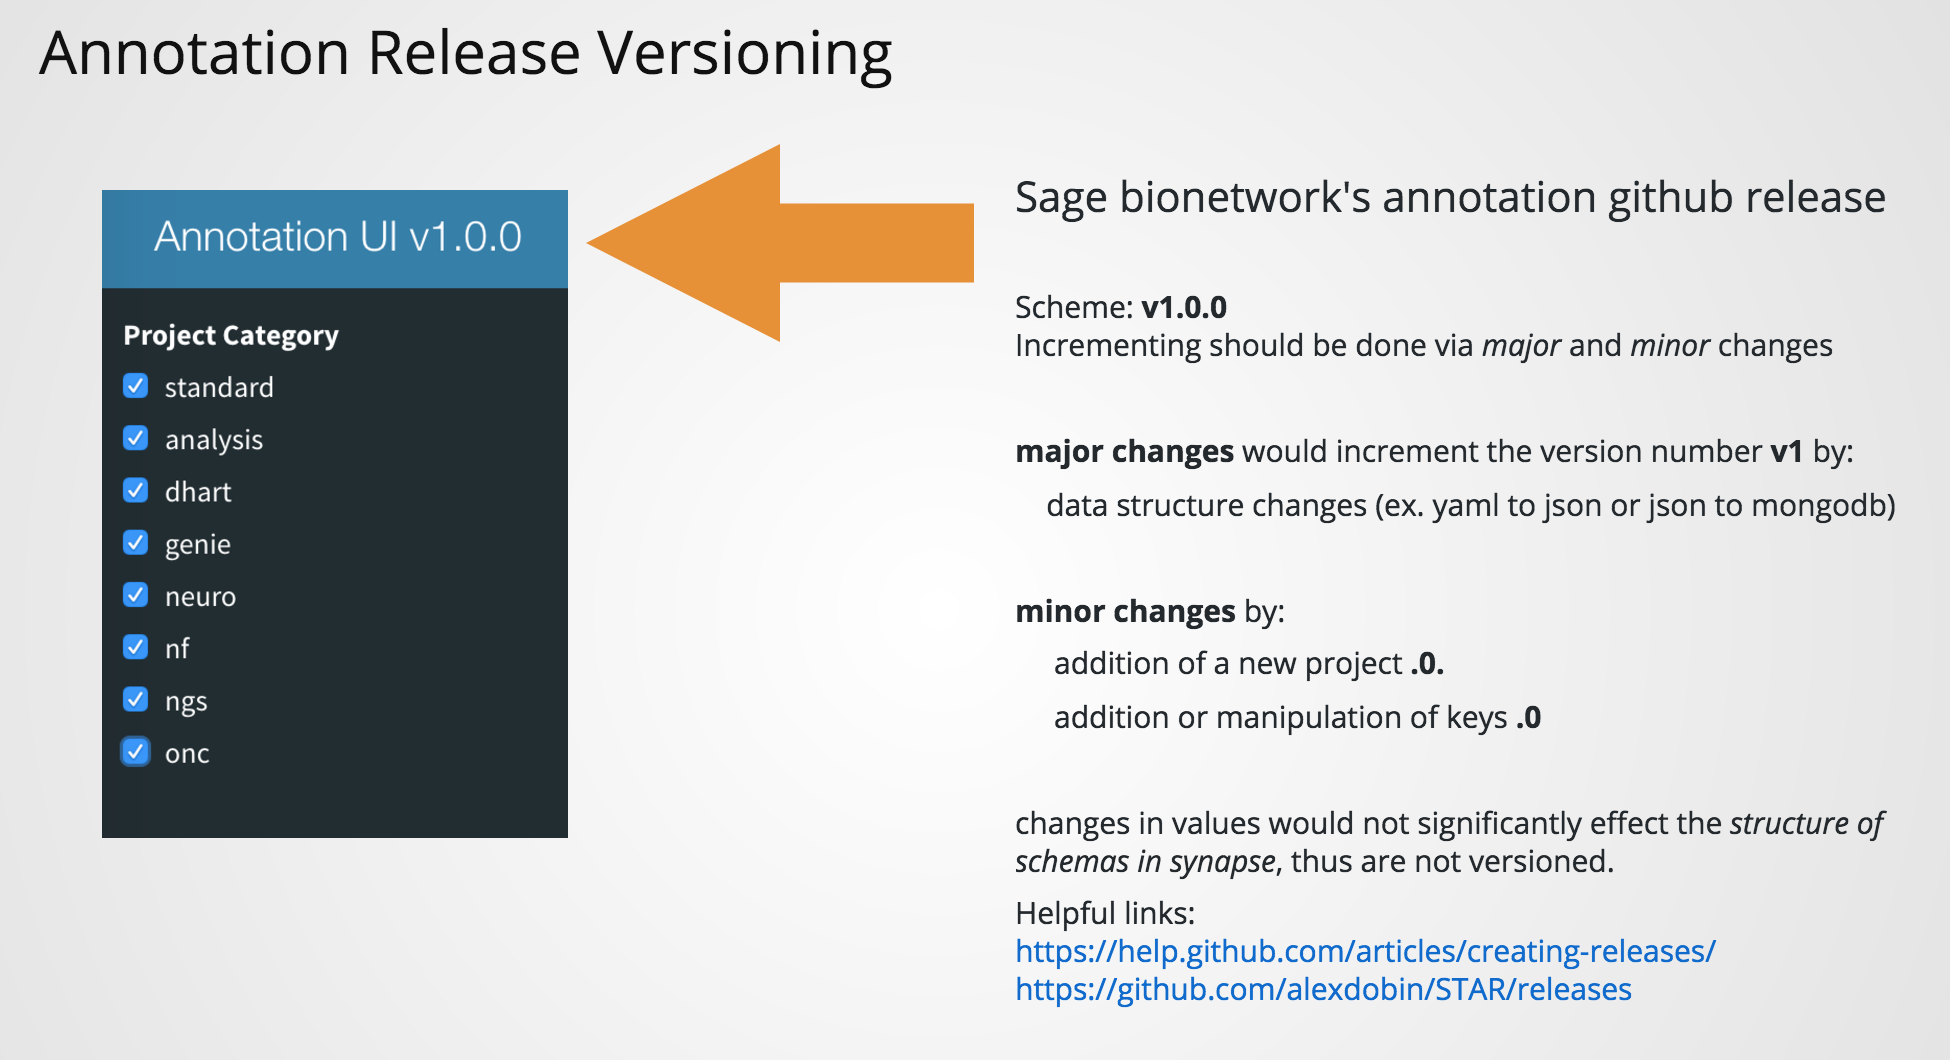 Annotation Release Versioning
Annotation UI v1.0.0
Project Category
standard
analysis
dhart
genie
neuro
nf
ngs
onc
Sage bionetwork's annotation github release
Scheme: v1.0.0
Incrementing should be done via major and minor changes
major changes would increment the version number v1 by:
data structure changes (ex. yaml to json or json to mongodb)
minor changes by:
addition of a new project .0.
addition or manipulation of keys .0
changes in values would not significantly effect the structure of
schemas in synapse, thus are not versioned.
Helpful links:
https://help.github.com/articles/creating-releases/
https://github.com/alexdobin/STAR/releases